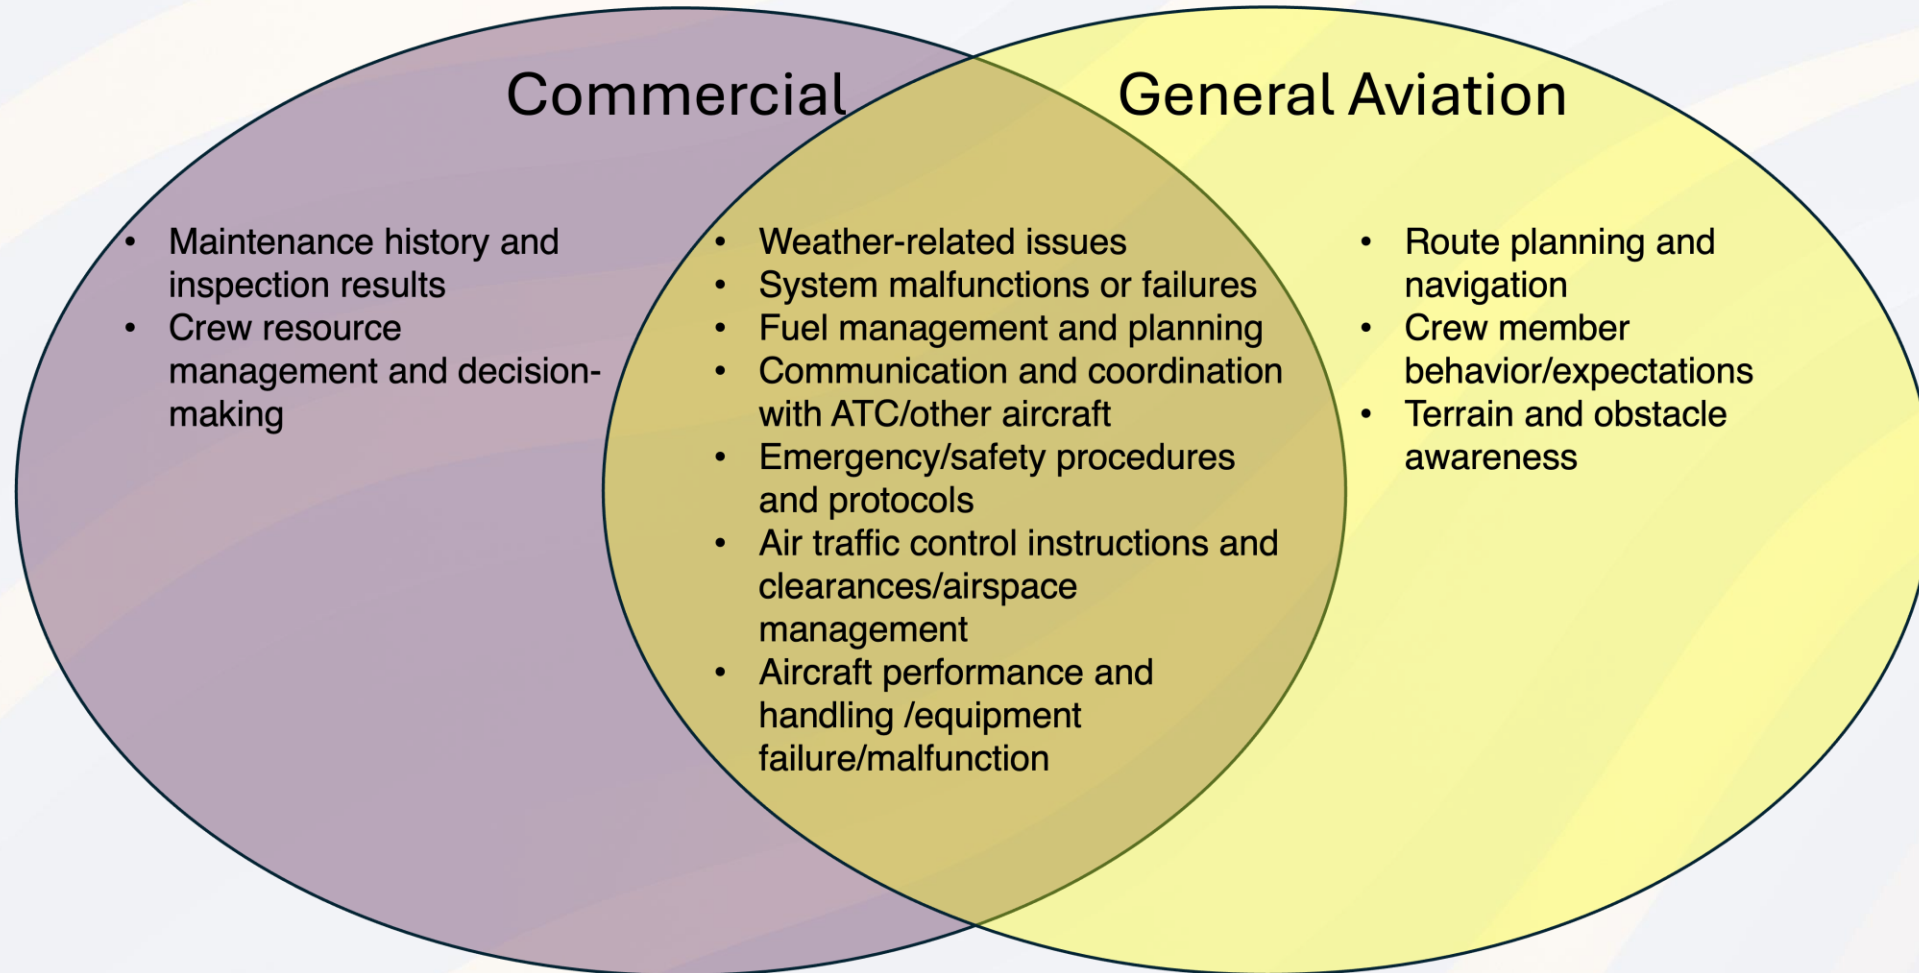 Commercial
General Aviation
• Maintenance history and
inspection results
• Crew resource
management and decision-
making
• Weather-related issues
• System malfunctions or failures
• Fuel management and planning
• Communication and coordination
with ATC/other aircraft
• Emergency/safety procedures
and protocols
• Air traffic control instructions and
clearances/airspace
management
• Aircraft performance and
handling /equipment
failure/malfunction
• Route planning and
navigation
• Crew member
behavior/expectations
• Terrain and obstacle
awareness